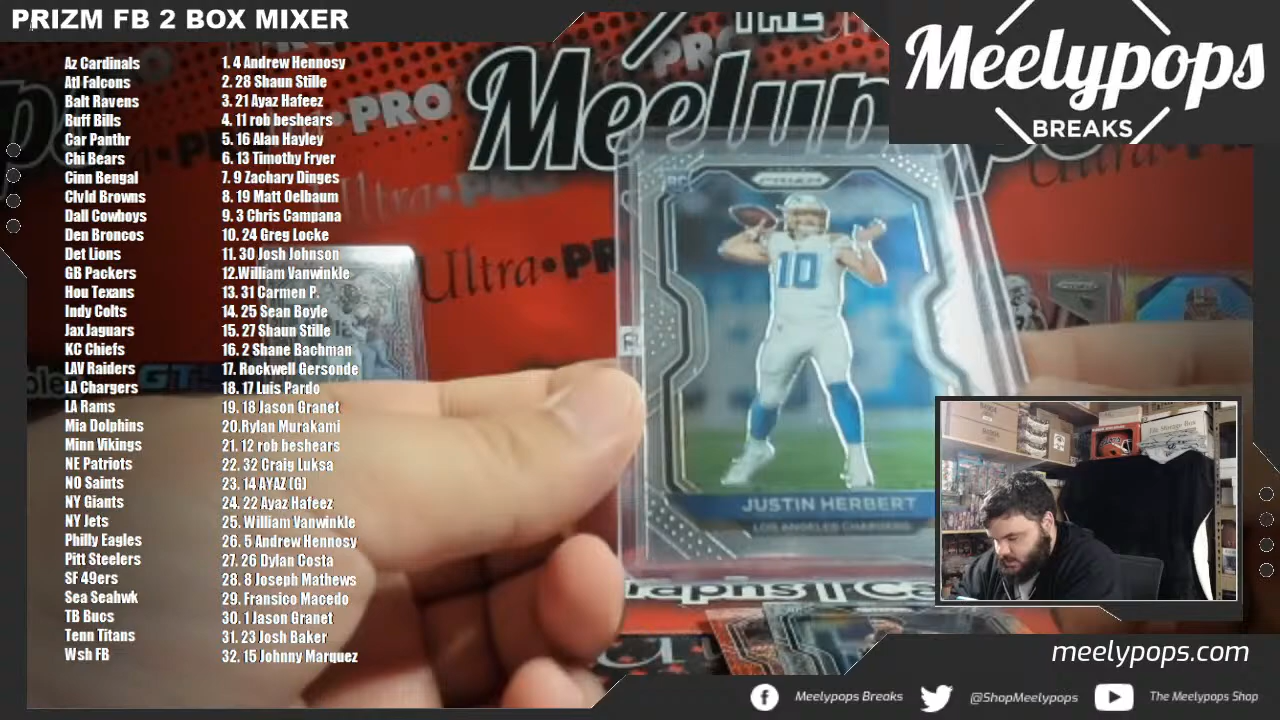 PRIZM FB 2 BOX MIXER
Az Cardinals 1. 4 Andrew Hennosy
Atl Falcons 2. 28 Shaun Stille
Balt Ravens 3. 21 Ayaz Hafeez
Buff Bills 4. 11 rob beshears
Car Panthr 5. 16 Alan Hayley
Chi Bears 6. 13 Timothy Fryer
Cinn Bengal 7. 9 Zachary Dinges
Clvld Browns 8. 19 Matt Oelbaum
Dall Cowboys 9. 3 Chris Campana
Den Broncos 10. 24 Greg Locke
Det Lions 11. 30 Josh Johnson
GB Packers 12.William Vanwinkle
Hou Texans 13. 31 Carmen P.
Indy Colts 14. 25 Sean Boyle
Jax Jaguars 15. 27 Shaun Stille
KC Chiefs 16. 2 Shane Bachman
LAV Raiders 17. Rockwell Gersonde
LA Chargers 18. 17 Luis Pardo
LA Rams 19. 18 Jason Granet
Mia Dolphins 20.Rylan Murakami
Minn Vikings 21. 12 rob beshears
NE Patriots 22. 32 Craig Luksa
NO Saints 23. 14 AYAZ (G)
NY Giants 24. 22 Ayaz Hafeez
NY Jets 25. William Vanwinkle
Philly Eagles 26. 5 Andrew Hennosy
Pitt Steelers 27. 26 Dylan Costa
SF 49ers 28. 8 Joseph Mathews
Sea Seahwk 29. Fransico Macedo
TB Bucs 30. 1 Jason Granet
Tenn Titans 31. 23 Josh Baker
Wsh FB 32. 15 Johnny Marquez
THE
Meelyp
PRO
Ultra•PR
Ultra•PRO
RC
PRIZM
10
JUSTIN HERBERT
LOS ANGELES CHARGERS
Meelypops
BREAKS
meelypops.com
Meelypops Breaks
@ShopMeelypops
The Meelypops Shop